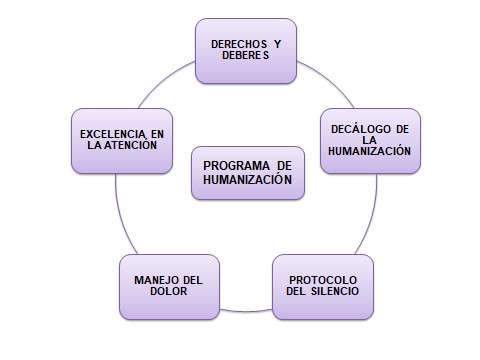 DERECHOS Y
DEBERES
EXCELENCIA EN
LA ATENCIÓN
DECÁLOGO DE
LA
HUMANIZACIÓN
PROGRAMA DE
HUMANIZACIÓN
MANEJO DEL
DOLOR
PROTOCOLO
DEL SILENCIO